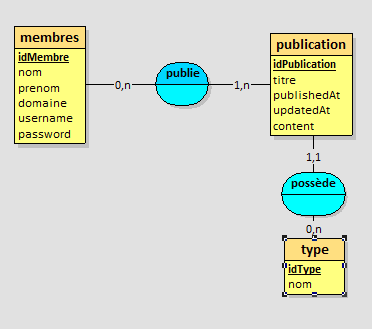 membres
idMembre
nom
prenom
domaine
username
password
0,n
publie
1,n
publication
idPublication
titre
publishedAt
updatedAt
content
1,1
possède
0,n
type
idType
nom